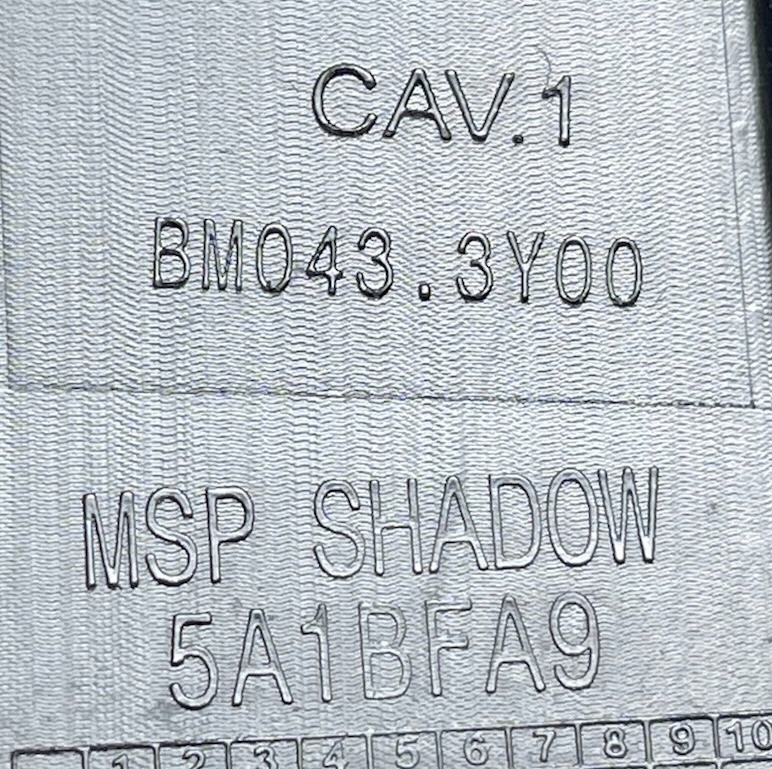 CAV.1
BM043.3Y00
MSP SHADOW
5A1BFA9
1 2 3 4 5 6 7 8 9 10